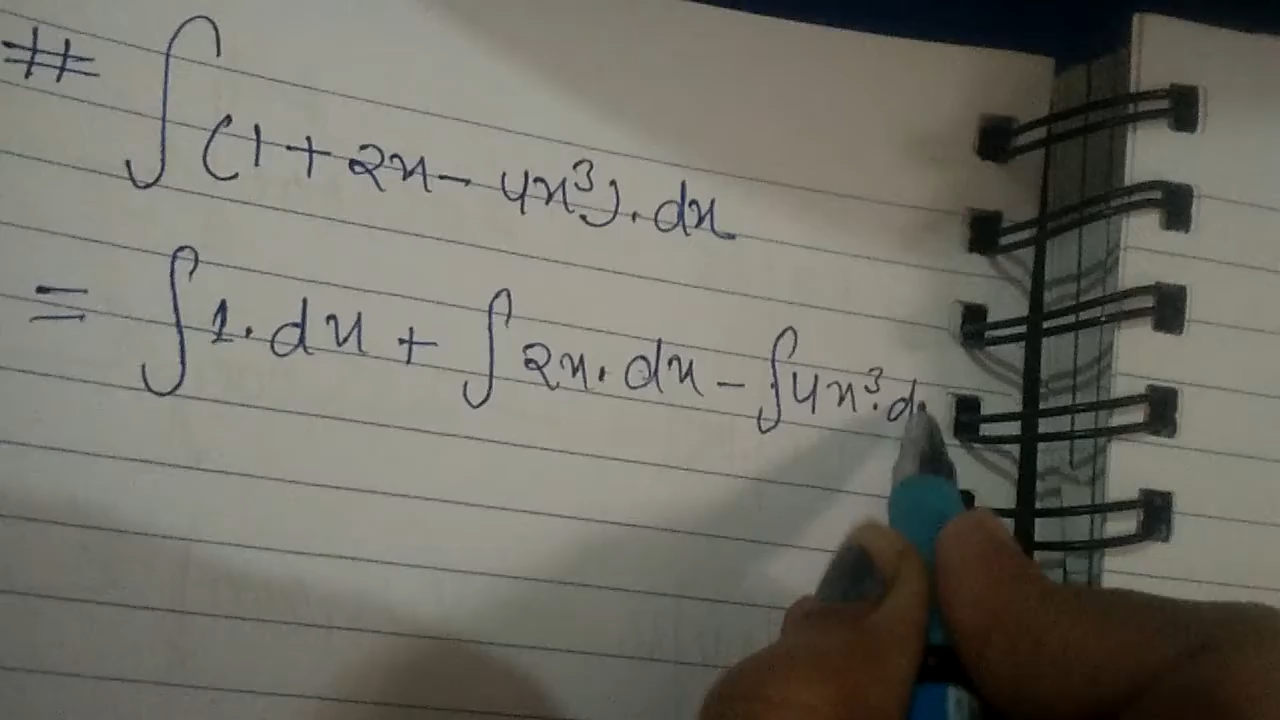 # ∫(1+2x-4x³).dx
= ∫1.dx + ∫2x.dx - ∫4x³.d